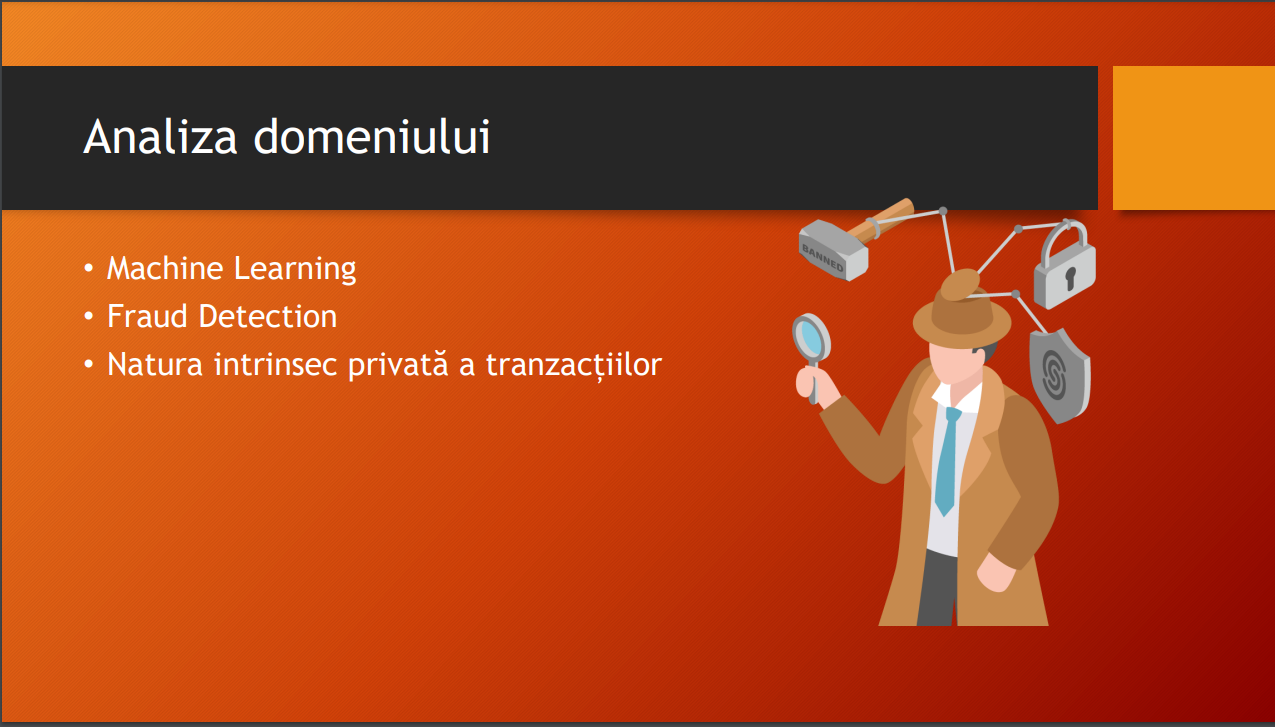 Analiza domeniului
BANNED
• Machine Learning
• Fraud Detection
• Natura intrinsec privată a tranzacțiilor